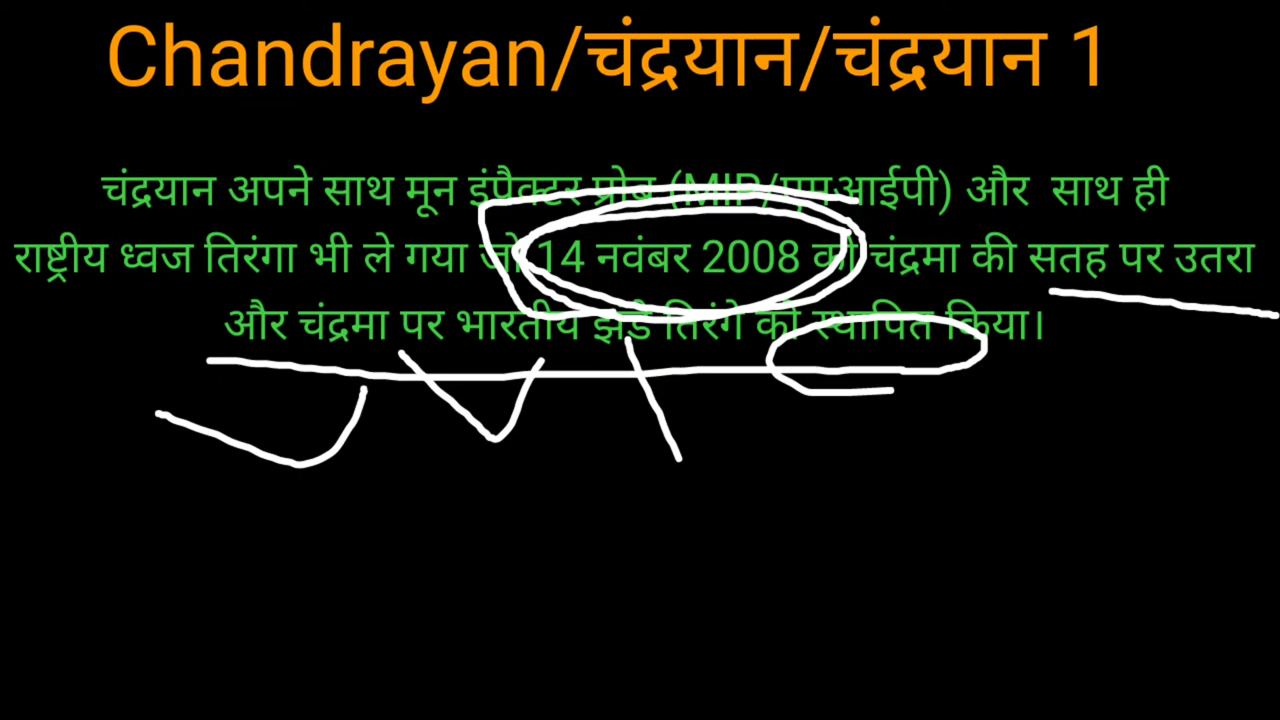 Chandrayan/चंद्रयान/चंद्रयान 1
चंद्रयान अपने साथ मून इंपैक्टर प्रोब (MIP/एमआईपी) और साथ ही
राष्ट्रीय ध्वज तिरंगा भी ले गया जो 14 नवंबर 2008 को चंद्रमा की सतह पर उतरा
और चंद्रमा पर भारतीय झंडे तिरंगे को स्थापित किया।